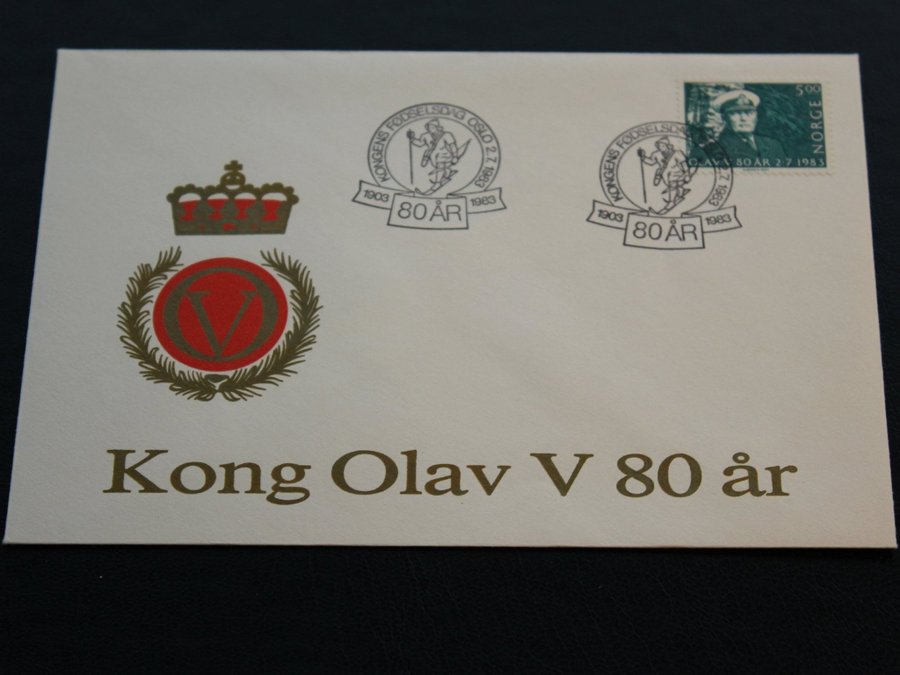 KONGENS FØDSELSDAG OSLO 2.7.1983
1903 80 ÅR 1983
KONGENS FØDSELSDAG
2.7.1983
1903 80 ÅR 1983
5.00
NORGE
OLAV V 80 ÅR 2·7·1983
OV
Kong Olav V 80 år